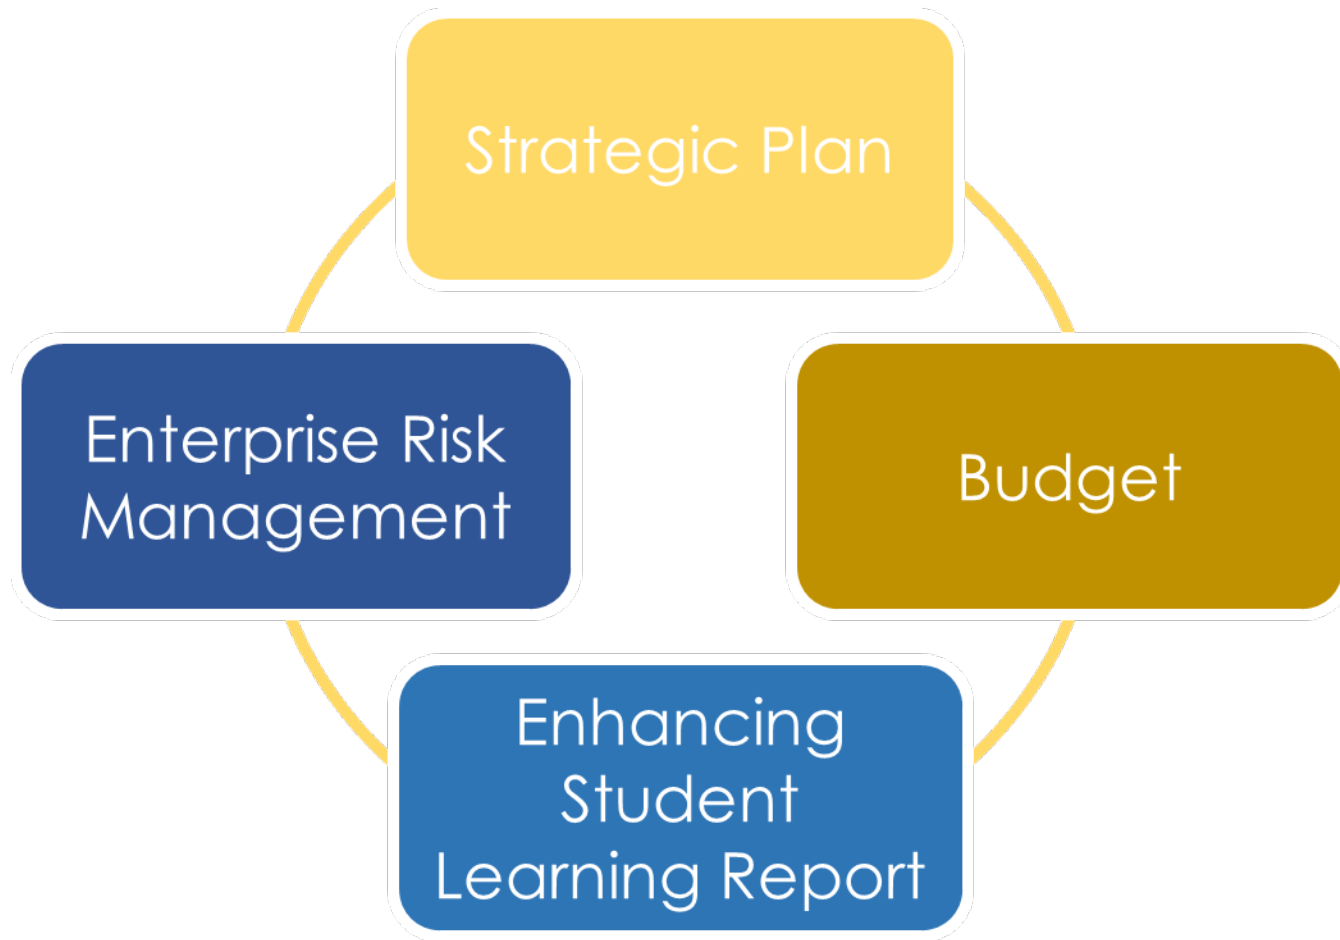 Strategic Plan
Enterprise Risk
Management
Budget
Enhancing
Student
Learning Report